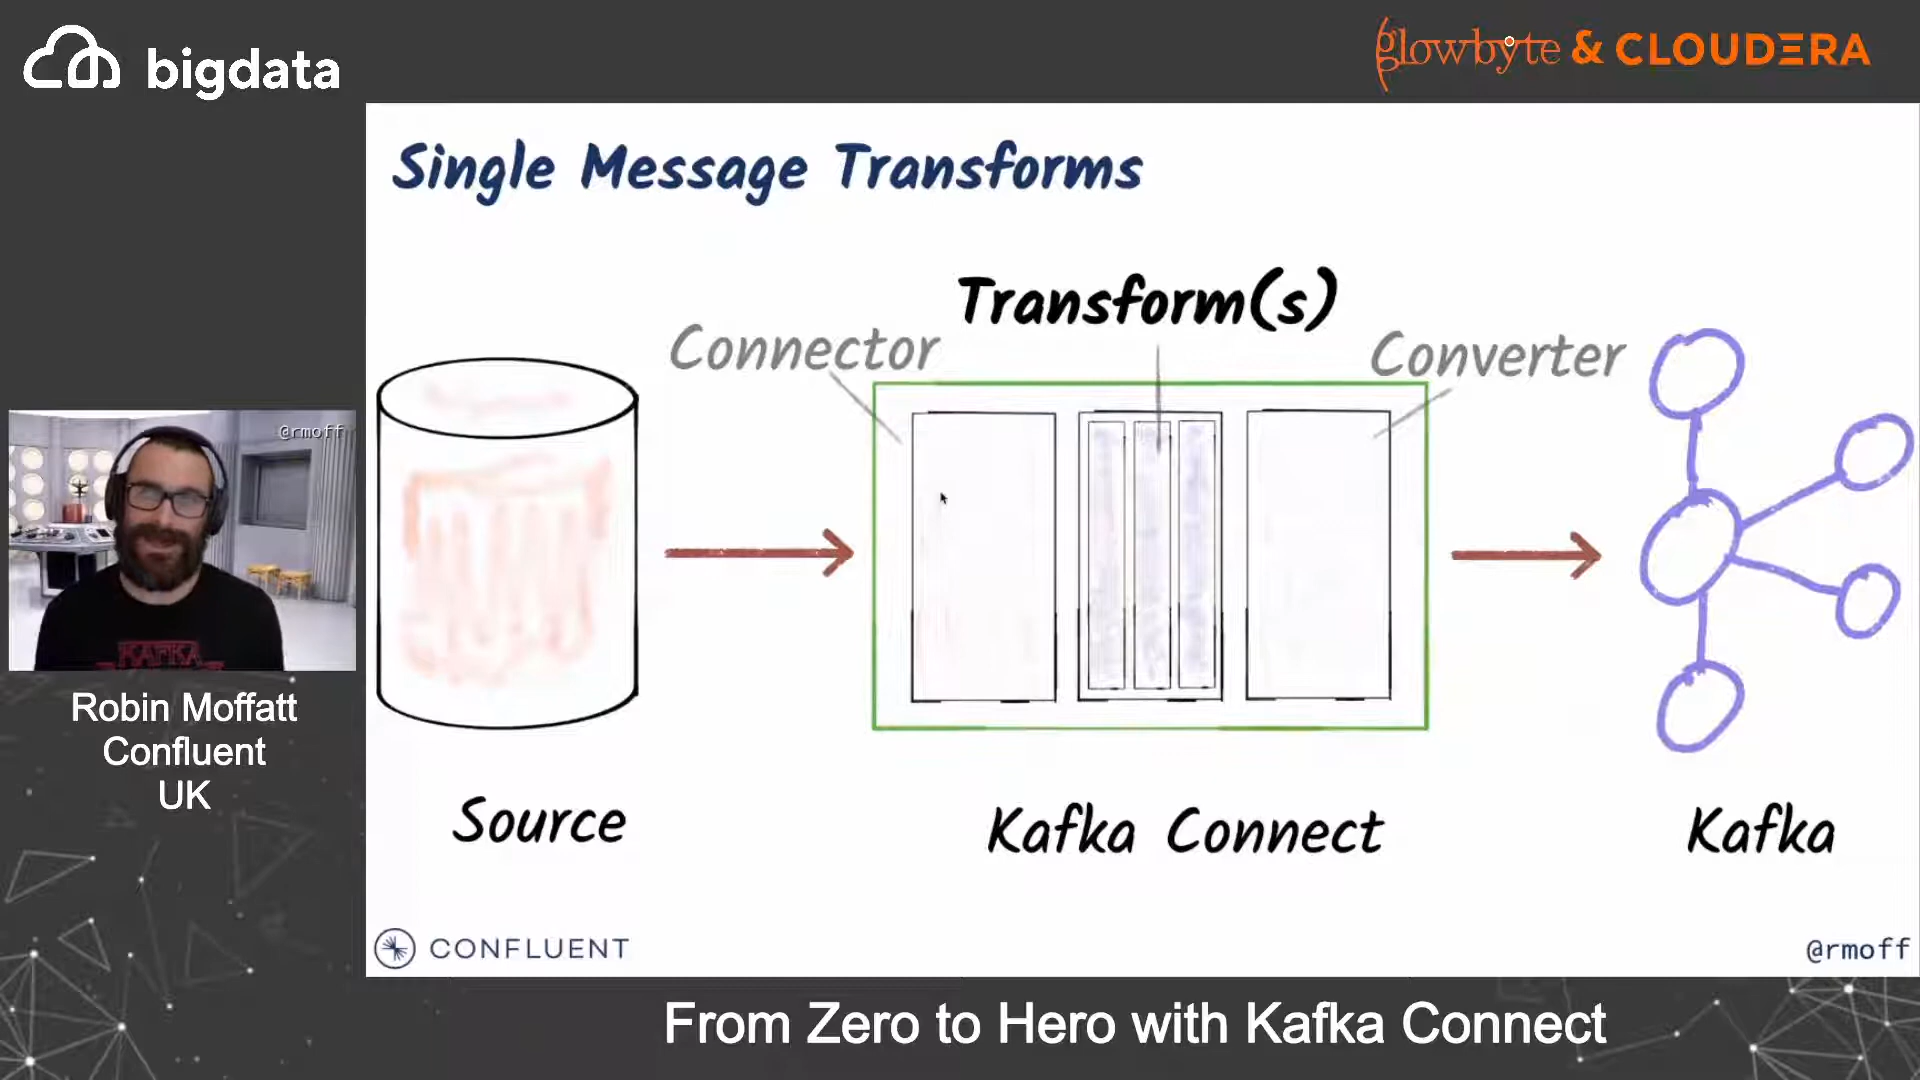 bigdata
glowbyte & CLOUDERA
Single Message Transforms
Transform(s)
Connector
Converter
@rmoff
KAFKA
Robin Moffatt
Confluent
UK
Source
Kafka Connect
Kafka
CONFLUENT
@rmoff
From Zero to Hero with Kafka Connect